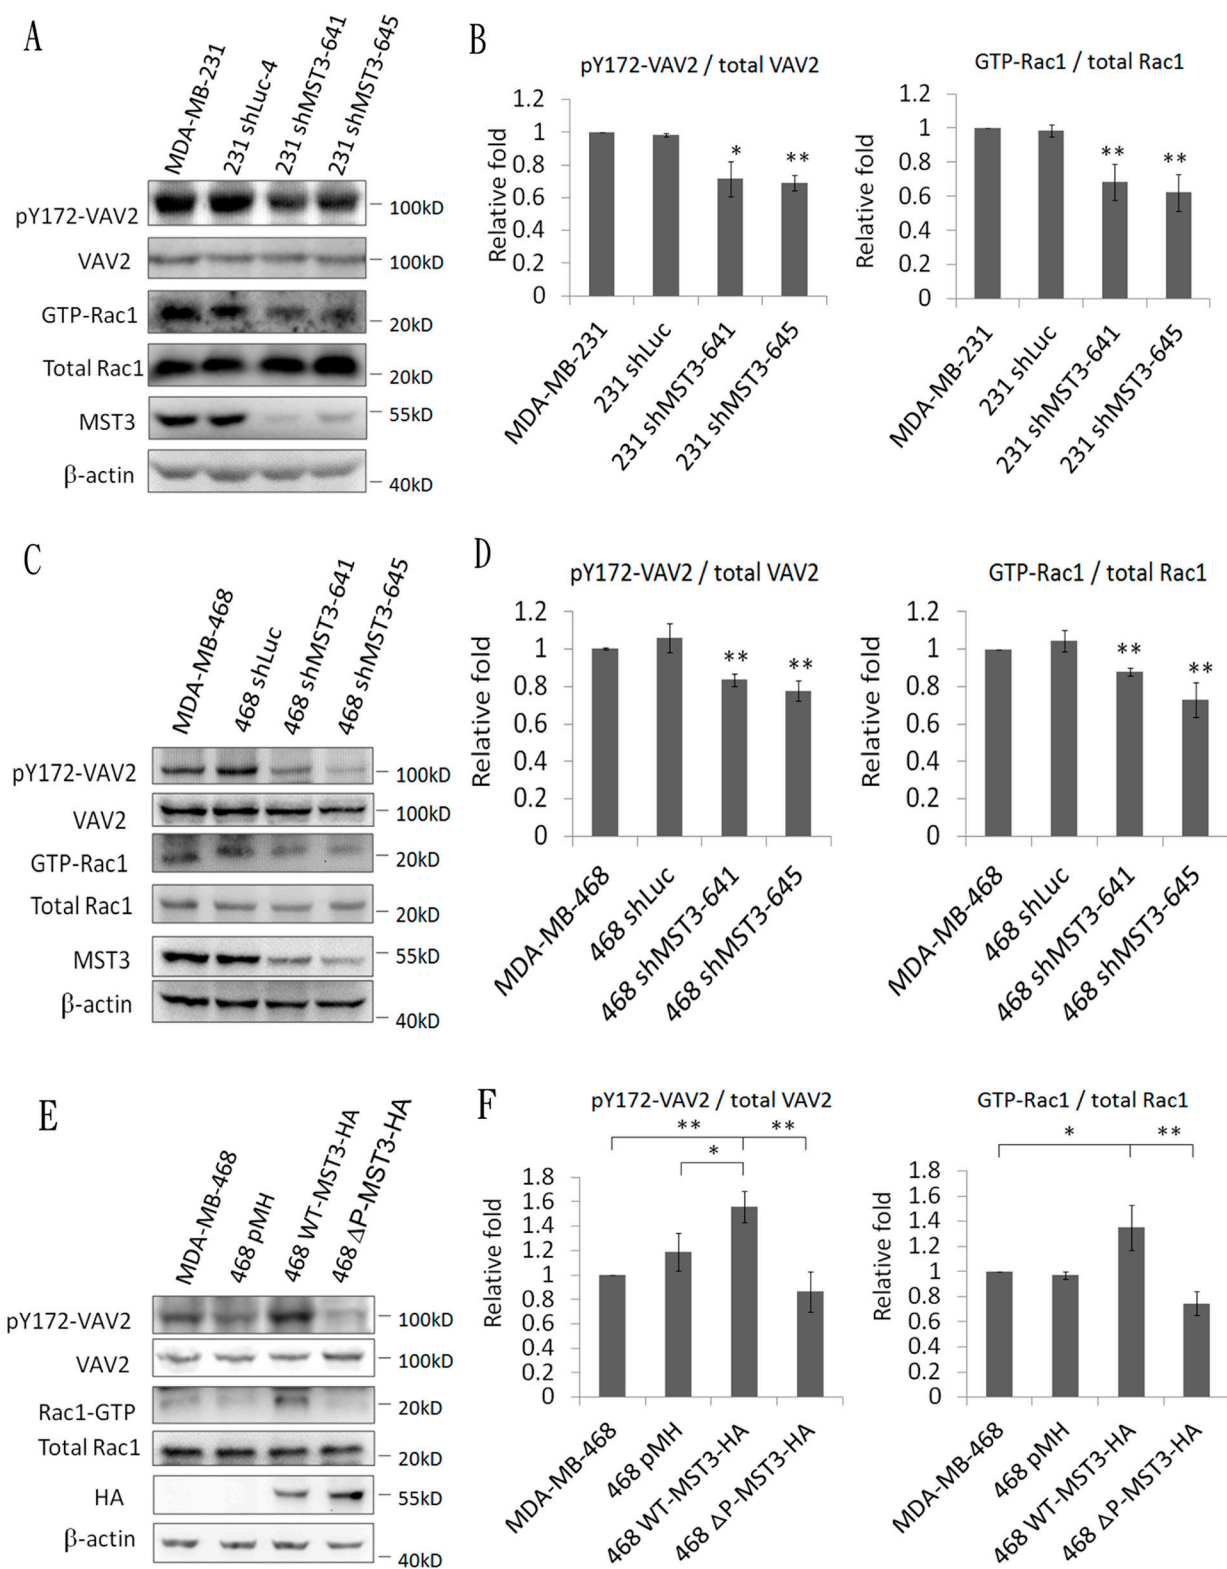 A
MDA-MB-231
231 shLuc-4
231 shMST3-641
231 shMST3-645
pY172-VAV2
100kD
VAV2
100kD
GTP-Rac1
20kD
Total Rac1
20kD
MST3
55kD
β-actin
40kD
B
pY172-VAV2 / total VAV2
Relative fold
1.2
1
0.8
0.6
0.4
0.2
0
*
**
MDA-MB-231
231 shLuc
231 shMST3-641
231 shMST3-645
GTP-Rac1 / total Rac1
Relative fold
1.2
1
0.8
0.6
0.4
0.2
0
**
**
MDA-MB-231
231 shLuc
231 shMST3-641
231 shMST3-645
C
MDA-MB-468
468 shLuc
468 shMST3-641
468 shMST3-645
pY172-VAV2
100kD
VAV2
100kD
GTP-Rac1
20kD
Total Rac1
20kD
MST3
55kD
β-actin
40kD
D
pY172-VAV2 / total VAV2
Relative fold
1.2
1
0.8
0.6
0.4
0.2
0
**
**
MDA-MB-468
468 shLuc
468 shMST3-641
468 shMST3-645
GTP-Rac1 / total Rac1
Relative fold
1.2
1
0.8
0.6
0.4
0.2
0
**
**
MDA-MB-468
468 shLuc
468 shMST3-641
468 shMST3-645
E
MDA-MB-468
468 pMH
468 WT-MST3-HA
468 ΔP-MST3-HA
pY172-VAV2
100kD
VAV2
100kD
Rac1-GTP
20kD
Total Rac1
20kD
HA
55kD
β-actin
40kD
F
pY172-VAV2 / total VAV2
** **
*
Relative fold
1.8
1.6
1.4
1.2
1
0.8
0.6
0.4
0.2
0
MDA-MB-468
468 pMH
468 WT-MST3-HA
468 ΔP-MST3-HA
GTP-Rac1 / total Rac1
* **
Relative fold
1.8
1.6
1.4
1.2
1
0.8
0.6
0.4
0.2
0
MDA-MB-468
468 pMH
468 WT-MST3-HA
468 ΔP-MST3-HA